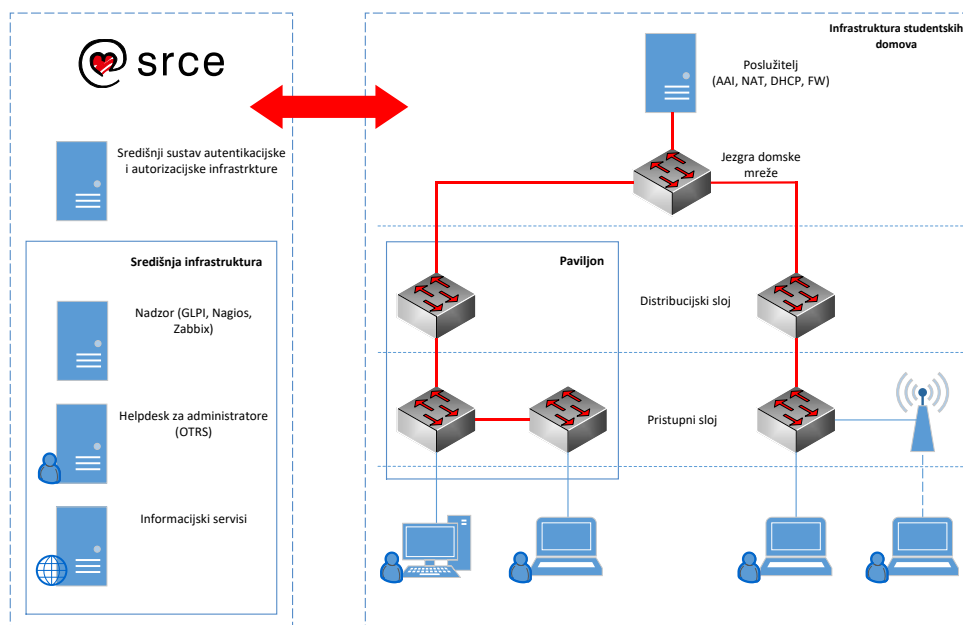 srce
Središnji sustav autentikacijske
i autorizacijske infrastrkture
Središnja infrastruktura
Nadzor (GLPI, Nagios,
Zabbix)
Helpdesk za administratore
(OTRS)
Informacijski servisi
Infrastruktura studentskih
domova
Poslužitelj
(AAI, NAT, DHCP, FW)
Jezgra domske
mreže
Paviljon
Distribucijski sloj
Pristupni sloj